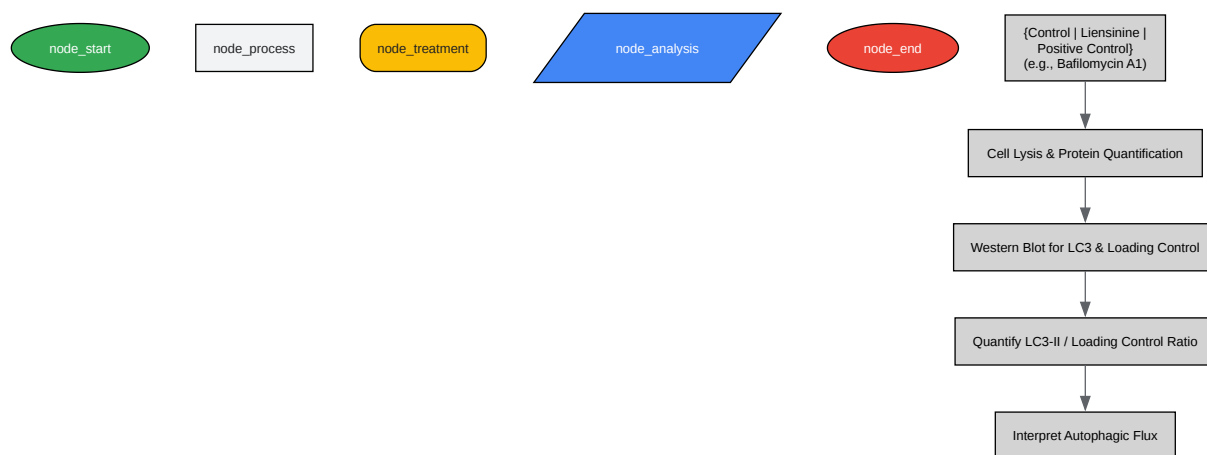 node_start
node_process
node_treatment
node_analysis
node_end
{Control | Liensinine |
Positive Control}
(e.g., Bafilomycin A1)
Cell Lysis & Protein Quantification
Western Blot for LC3 & Loading Control
Quantify LC3-II / Loading Control Ratio
Interpret Autophagic Flux